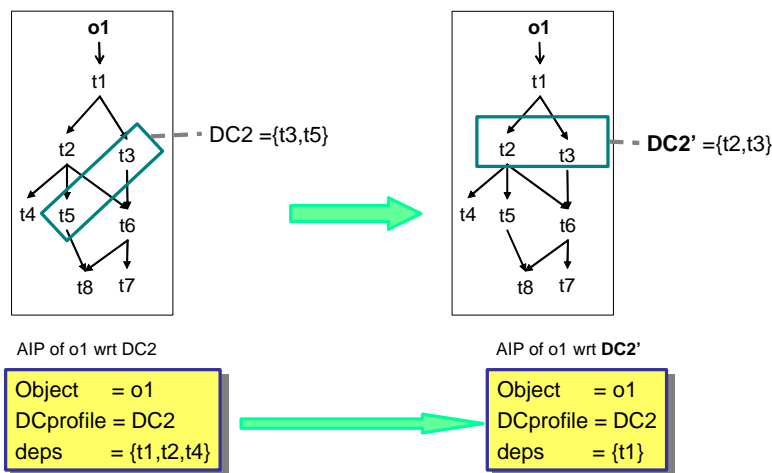 o1
t1
t2 t3
t4 t5 t6
t8 t7
DC2 ={t3,t5}
o1
t1
t2 t3
t4 t5 t6
t8 t7
DC2’ ={t2,t3}
AIP of o1 wrt DC2
Object = o1
DCprofile = DC2
deps = {t1,t2,t4}
AIP of o1 wrt DC2’
Object = o1
DCprofile = DC2
deps = {t1}